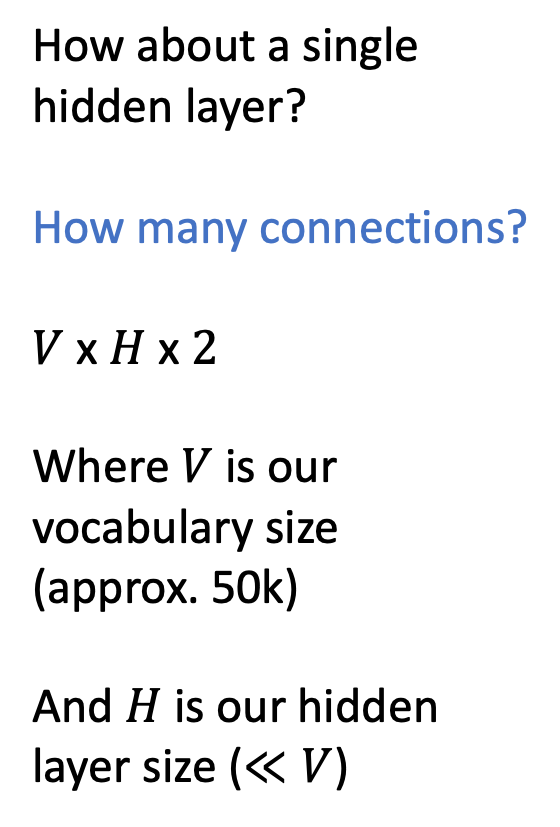 How about a single
hidden layer?
How many connections?
V x H x 2
Where V is our
vocabulary size
(approx. 50k)
And H is our hidden
layer size (≪ V)